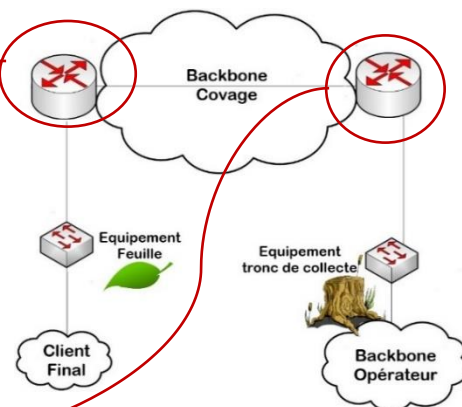 Backbone
Covage
Equipement
Feuille
Equipement
tronc de collecte
Client
Final
Backbone
Opérateur